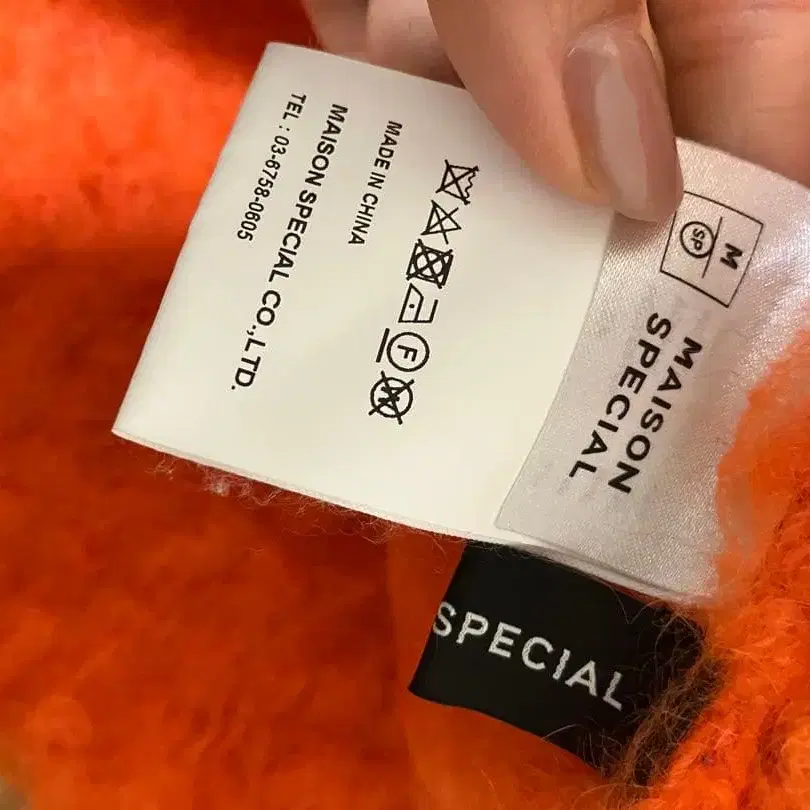 MADE IN CHINA
MAISON SPECIAL CO.,LTD.
TEL : 03-6758-0605
F
W
M
SP
MAISON
SPECIAL
SPECIAL